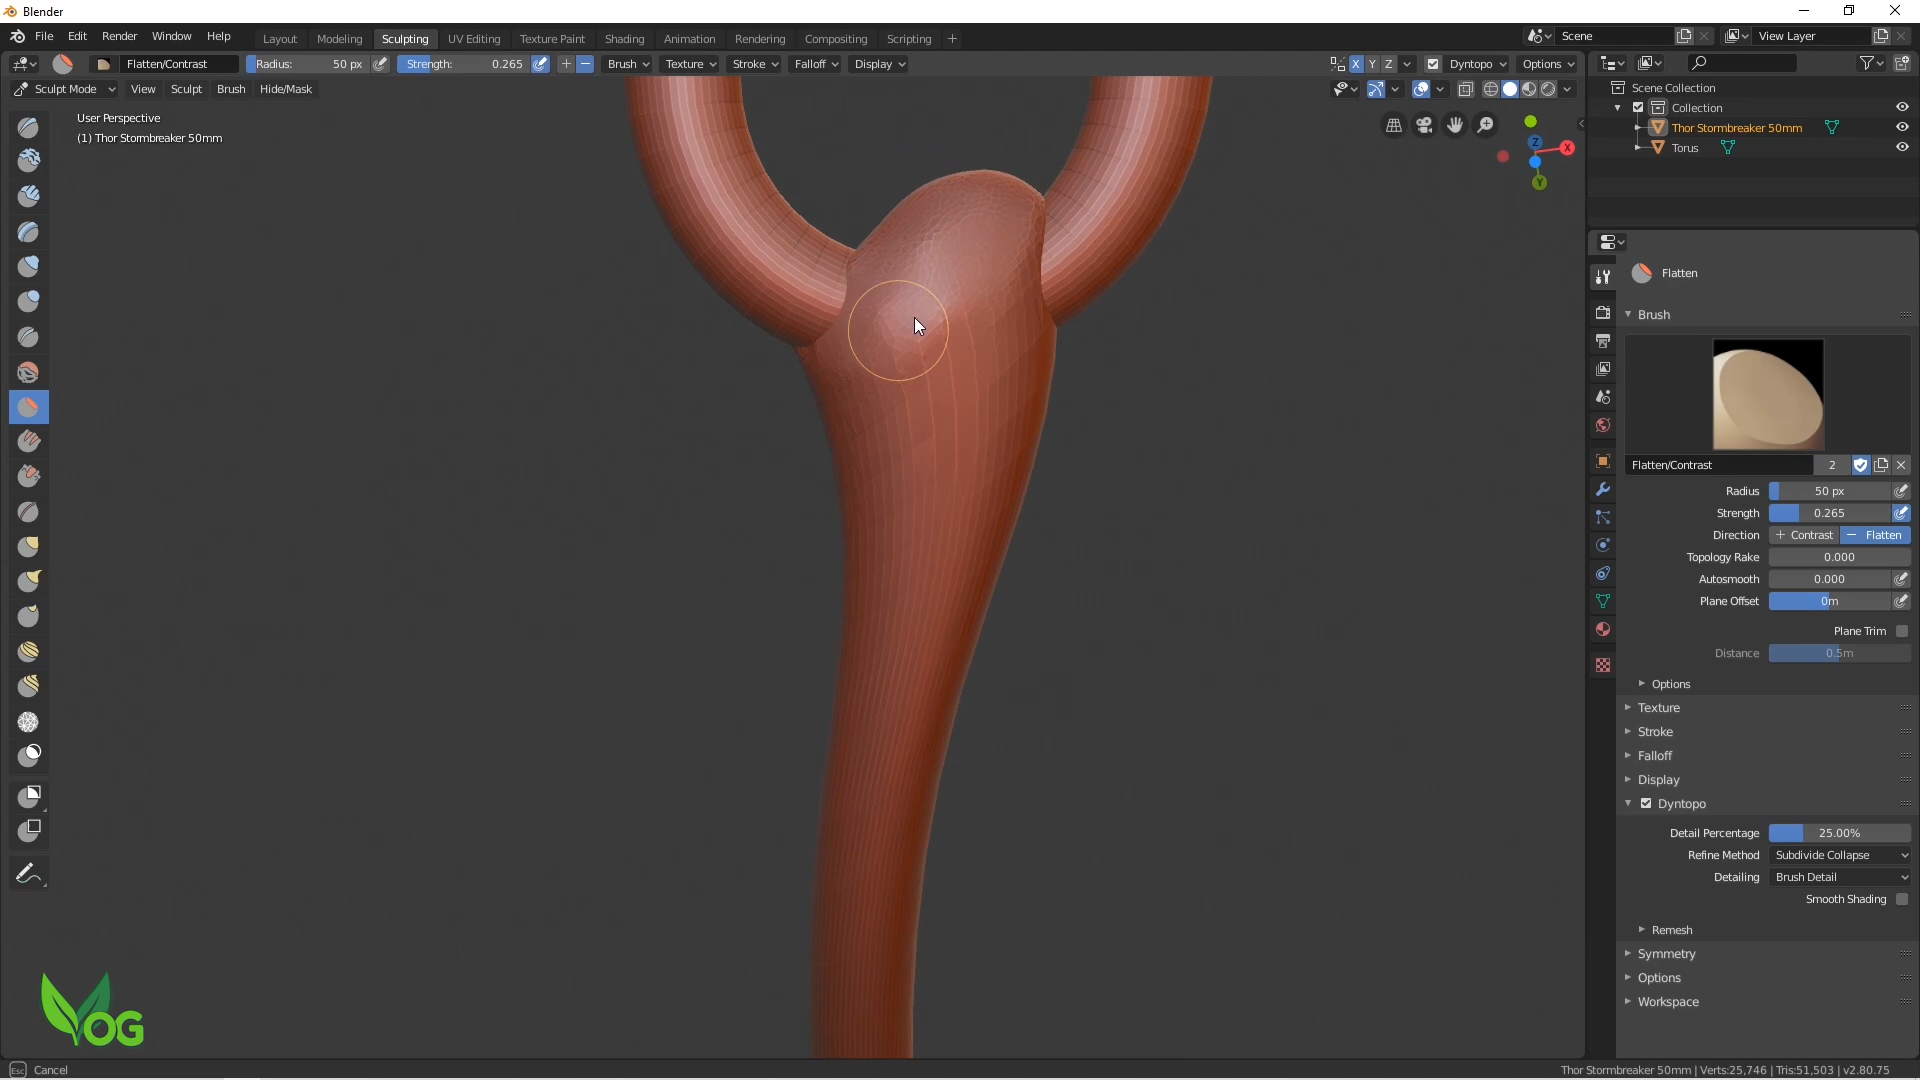 Blender
File Edit Render Window Help Layout Modeling Sculpting UV Editing Texture Paint Shading Animation Rendering Compositing Scripting + Scene View Layer
Flatten/Contrast Radius: 50 px Strength: 0.265 + − Brush Texture Stroke Falloff Display X Y Z Dyntopo Options
Sculpt Mode View Sculpt Brush Hide/Mask
User Perspective
(1) Thor Stormbreaker 50mm
Z X Y
Scene Collection
Collection
Thor Stormbreaker 50mm
Torus
Flatten
Brush
Flatten/Contrast 2
Radius 50 px
Strength 0.265
Direction + Contrast − Flatten
Topology Rake 0.000
Autosmooth 0.000
Plane Offset 0m
Plane Trim
Distance 0.5m
Options
Texture
Stroke
Falloff
Display
Dyntopo
Detail Percentage 25.00%
Refine Method Subdivide Collapse
Detailing Brush Detail
Smooth Shading
Remesh
Symmetry
Options
Workspace
VOG
Esc Cancel
Thor Stormbreaker 50mm | Verts:25,746 | Tris:51,503 | v2.80.75